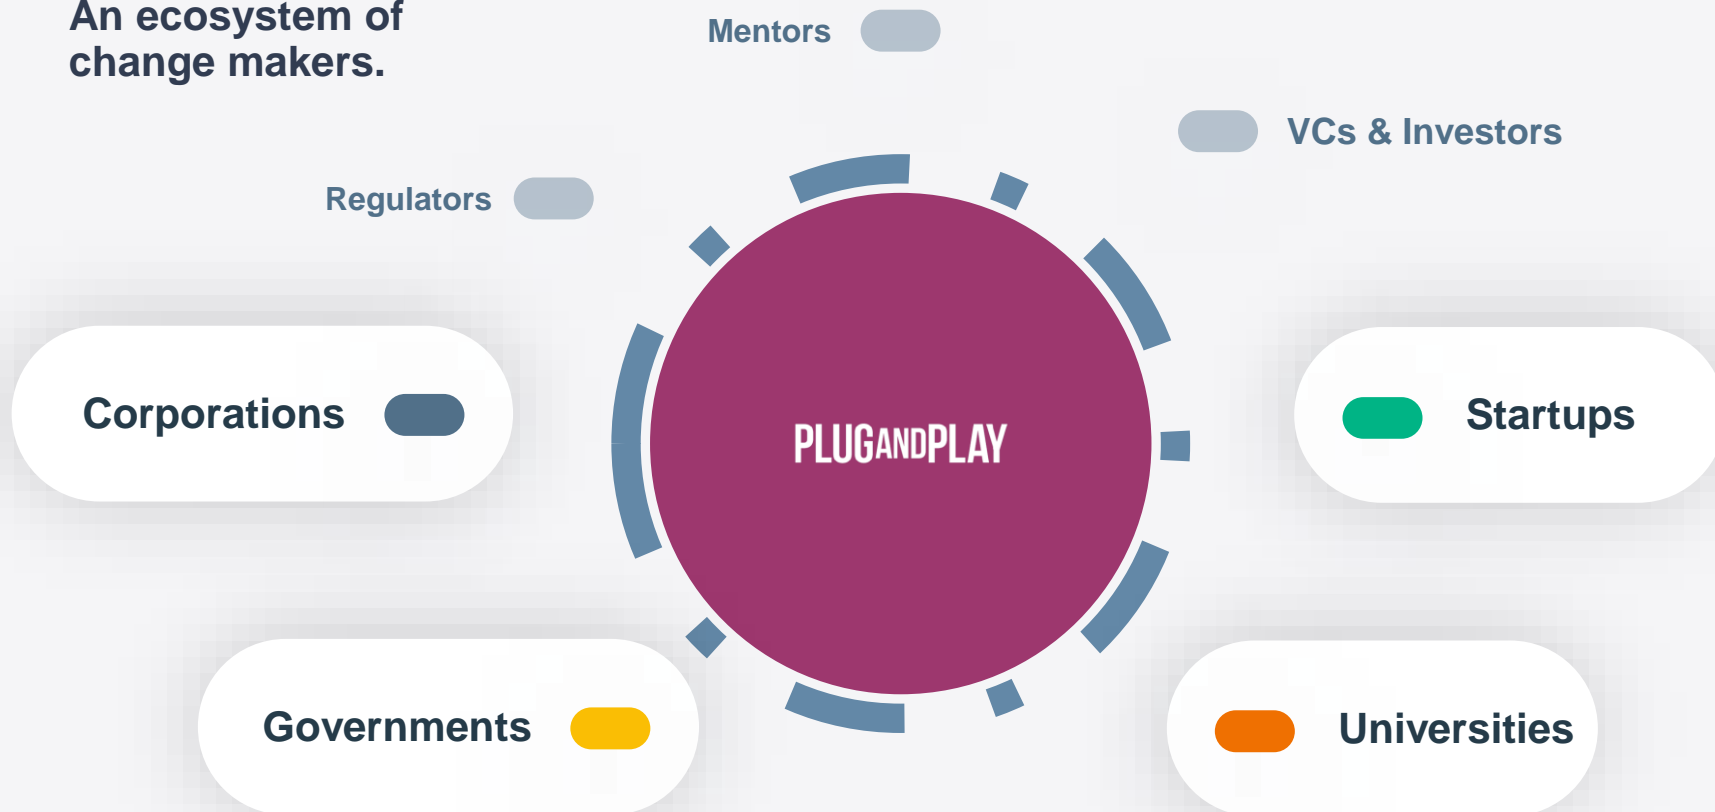 An ecosystem of
change makers.
Mentors
VCs & Investors
Regulators
Corporations
PLUGANDPLAY
Startups
Governments
Universities